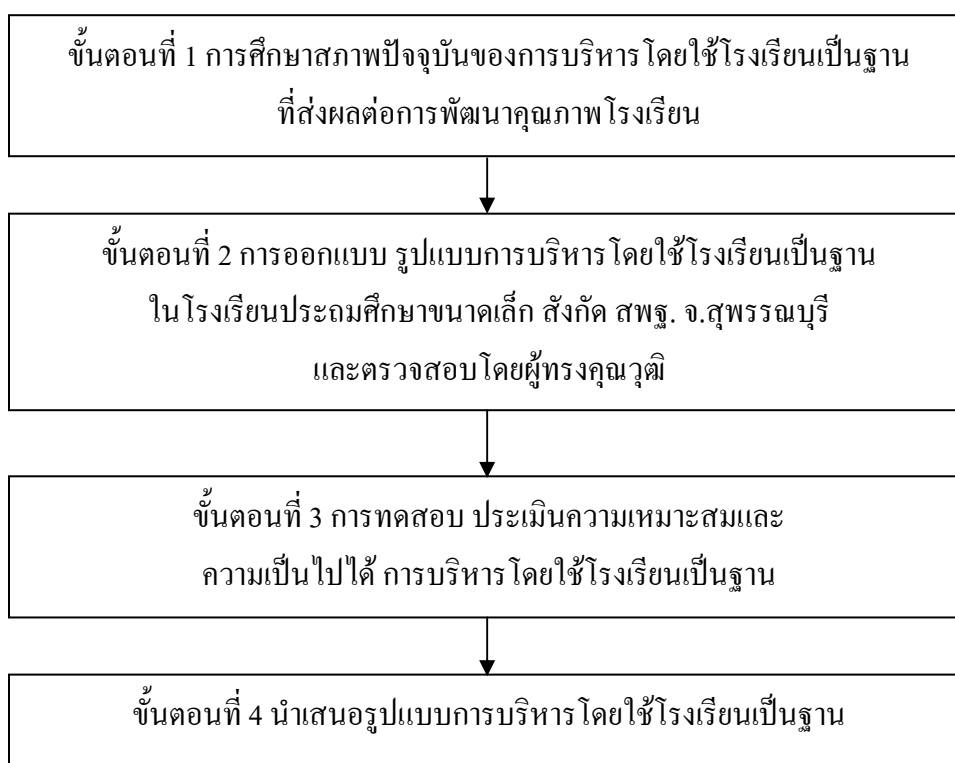 ขั้นตอนที่ 1 การศึกษาสภาพปัจจุบันของการบริหารโดยใช้โรงเรียนเป็นฐาน
ที่ส่งผลต่อการพัฒนาคุณภาพโรงเรียน
ขั้นตอนที่ 2 การออกแบบ รูปแบบการบริหารโดยใช้โรงเรียนเป็นฐาน
ในโรงเรียนประถมศึกษาขนาดเล็ก สังกัด สพฐ. จ.สุพรรณบุรี
และตรวจสอบโดยผู้ทรงคุณวุฒิ
ขั้นตอนที่ 3 การทดสอบ ประเมินความเหมาะสมและ
ความเป็นไปได้ การบริหารโดยใช้โรงเรียนเป็นฐาน
ขั้นตอนที่ 4 นำเสนอรูปแบบการบริหารโดยใช้โรงเรียนเป็นฐาน